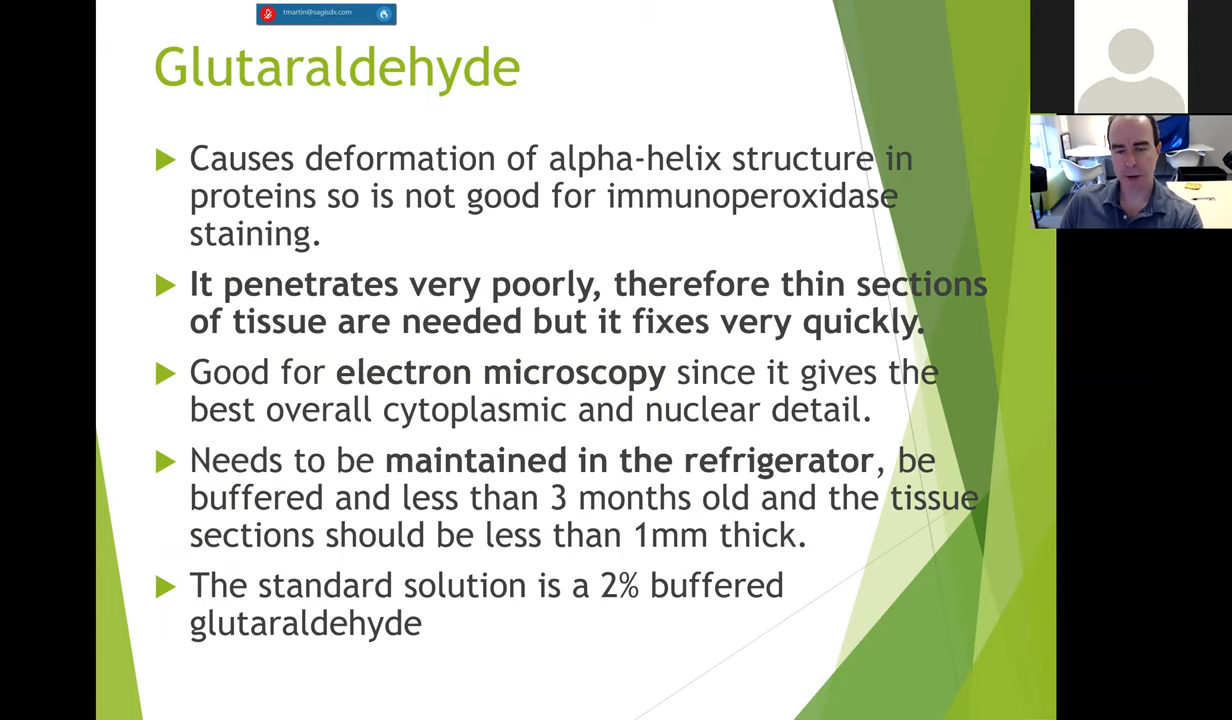 tmartin@sagisdx.com
Glutaraldehyde
Causes deformation of alpha-helix structure in
proteins so is not good for immunoperoxidase
staining.
It penetrates very poorly, therefore thin sections
of tissue are needed but it fixes very quickly.
Good for electron microscopy since it gives the
best overall cytoplasmic and nuclear detail.
Needs to be maintained in the refrigerator, be
buffered and less than 3 months old and the tissue
sections should be less than 1mm thick.
The standard solution is a 2% buffered
glutaraldehyde